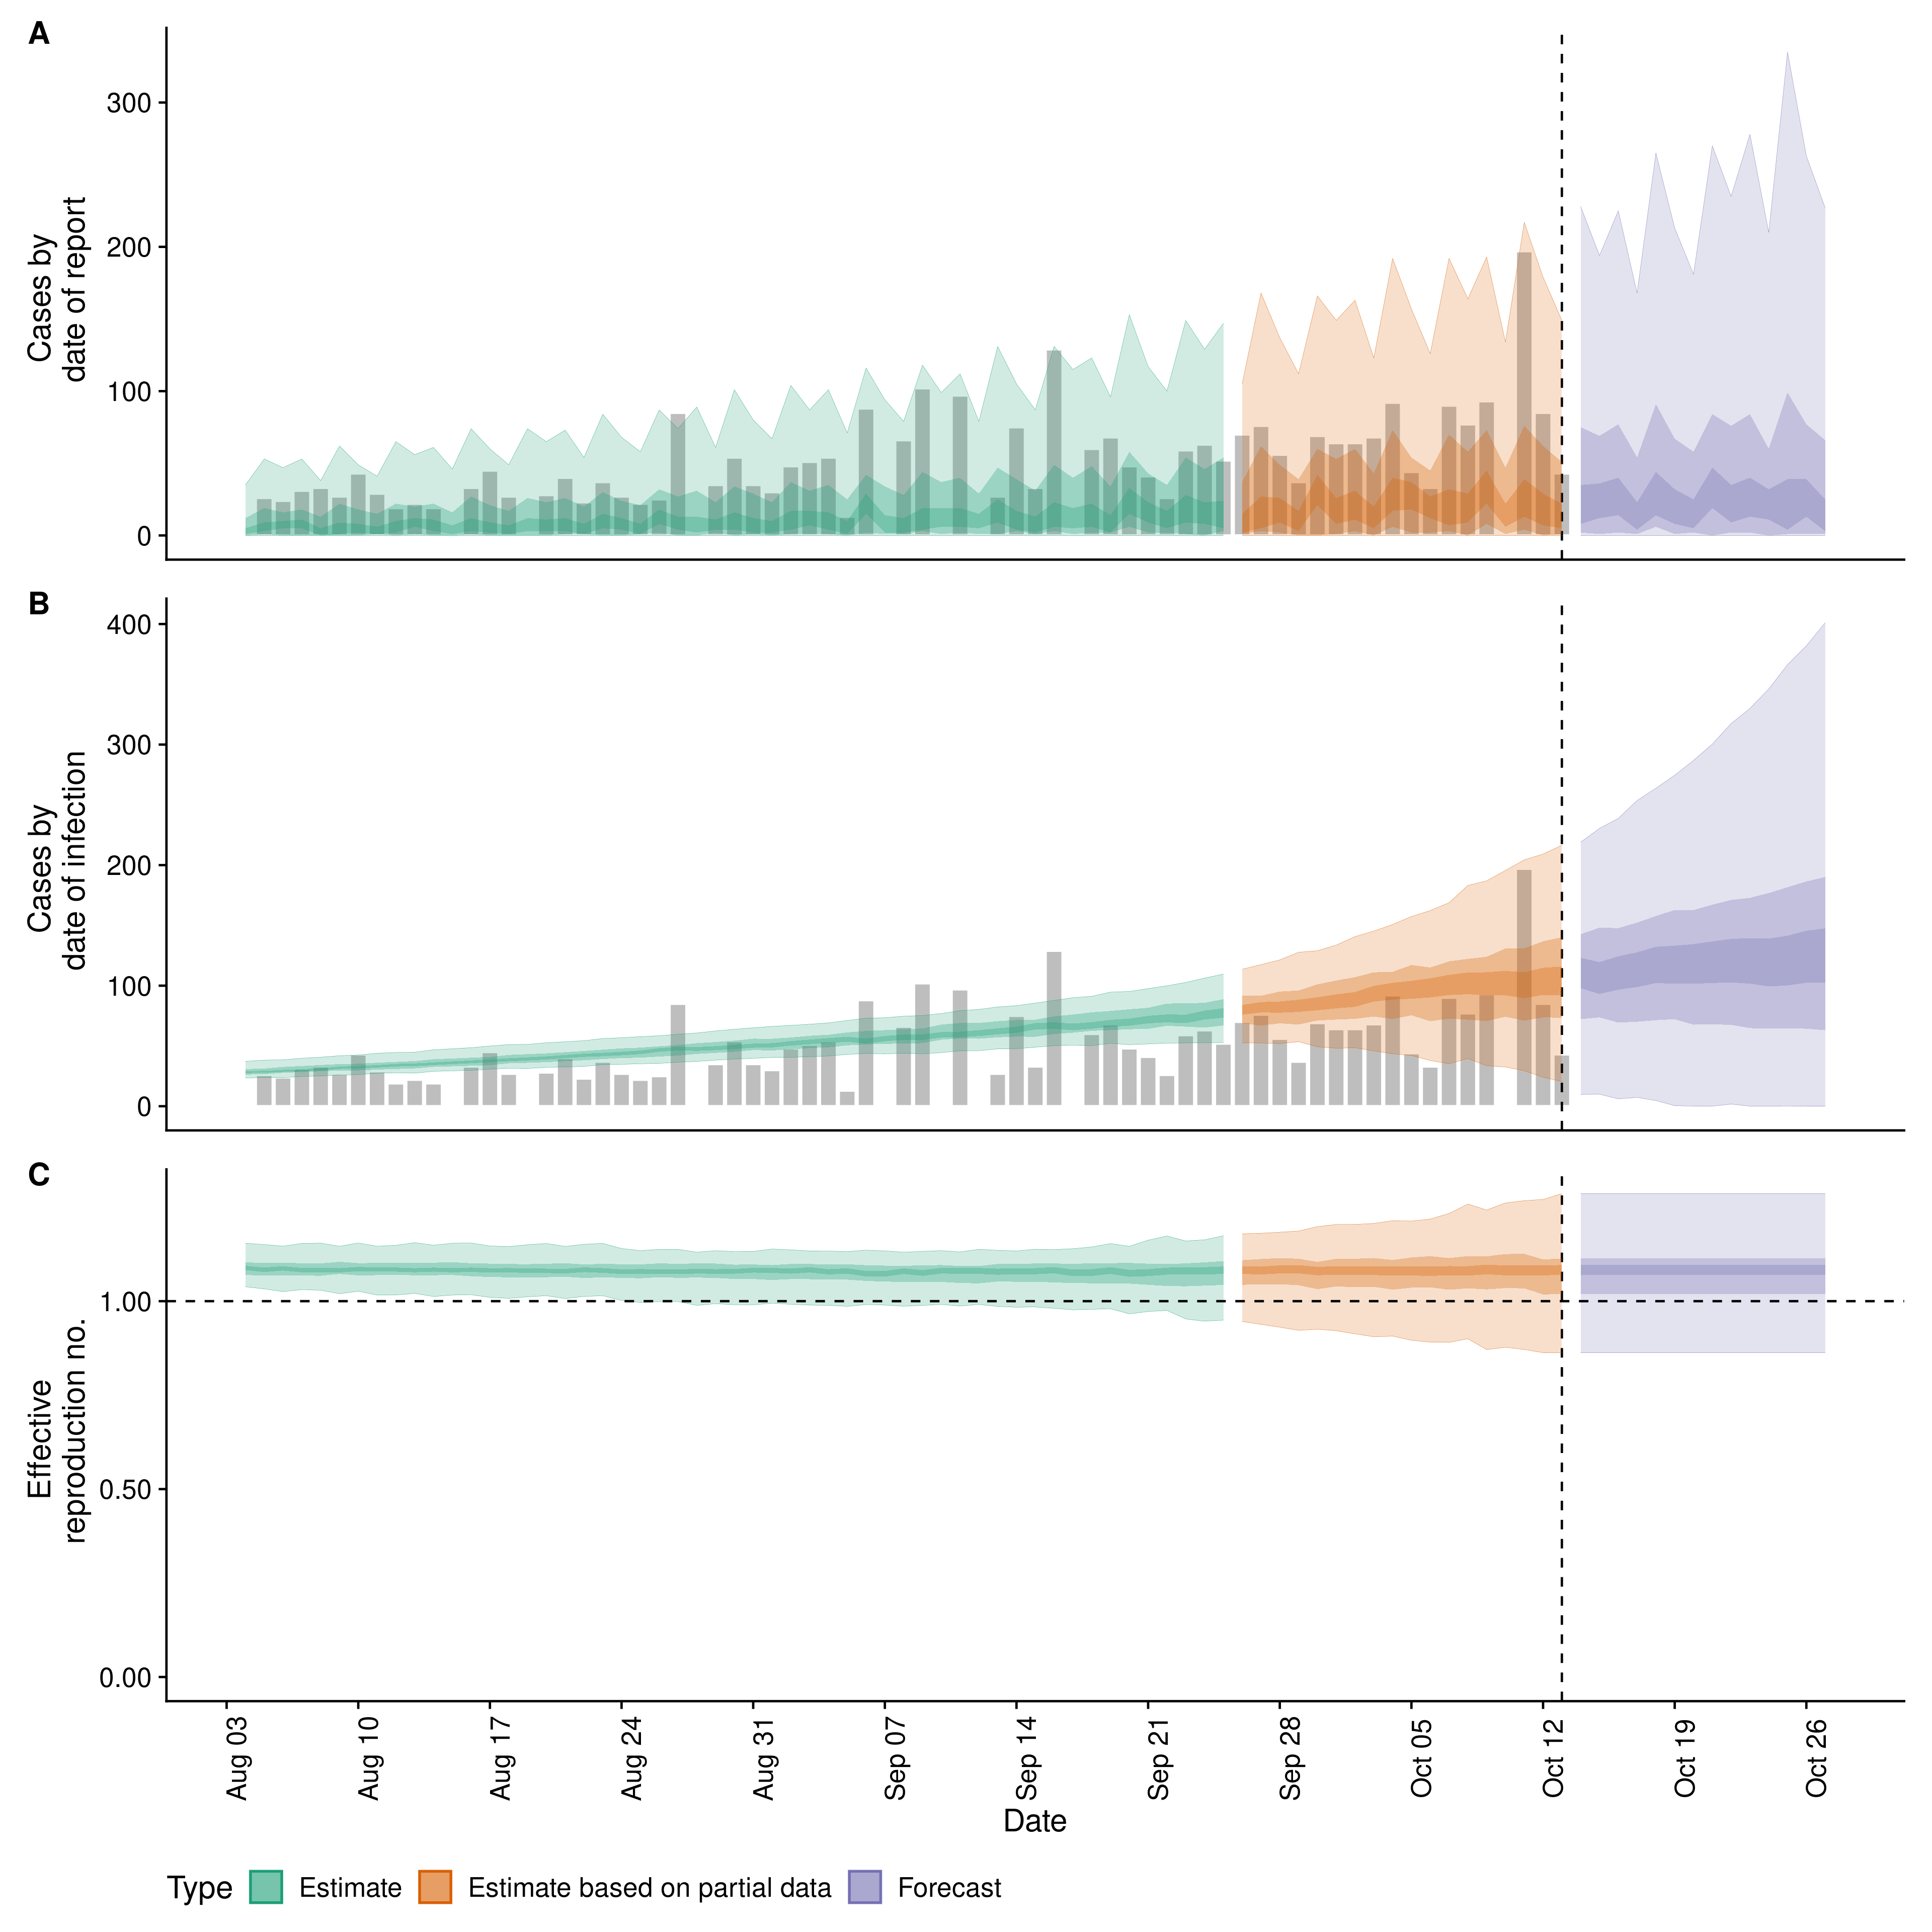 A
300
200
100
0
Cases by
date of report
B
400
300
200
100
0
Cases by
date of infection
C
1.00
0.50
0.00
Effective
reproduction no.
Aug 03
Aug 10
Aug 17
Aug 24
Aug 31
Sep 07
Sep 14
Sep 21
Sep 28
Oct 05
Oct 12
Oct 19
Oct 26
Date
Type Estimate Estimate based on partial data Forecast